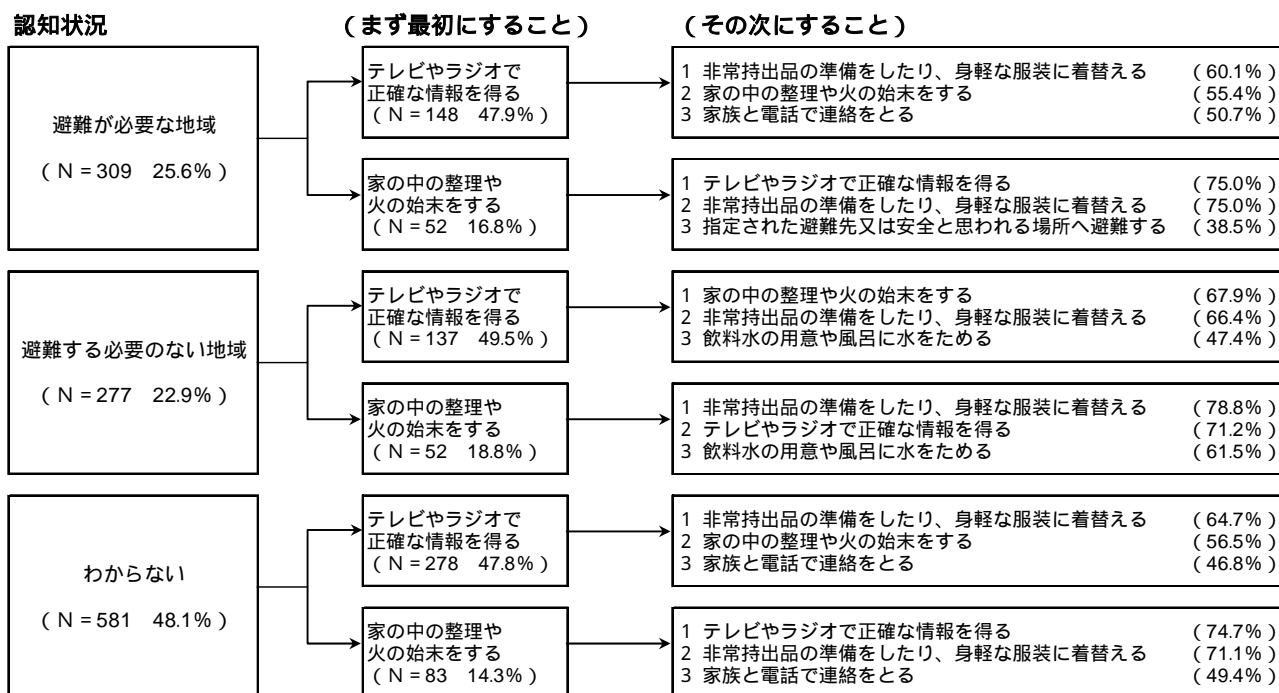 認知状況 （まず最初にすること） （その次にすること）
避難が必要な地域
（N＝309 25.6%）
テレビやラジオで
正確な情報を得る
（N＝148 47.9%）
1 非常持出品の準備をしたり、身軽な服装に着替える （60.1%）
2 家の中の整理や火の始末をする （55.4%）
3 家族と電話で連絡をとる （50.7%）
家の中の整理や
火の始末をする
（N＝52 16.8%）
1 テレビやラジオで正確な情報を得る （75.0%）
2 非常持出品の準備をしたり、身軽な服装に着替える （75.0%）
3 指定された避難先又は安全と思われる場所へ避難する （38.5%）
避難する必要のない地域
（N＝277 22.9%）
テレビやラジオで
正確な情報を得る
（N＝137 49.5%）
1 家の中の整理や火の始末をする （67.9%）
2 非常持出品の準備をしたり、身軽な服装に着替える （66.4%）
3 飲料水の用意や風呂に水をためる （47.4%）
家の中の整理や
火の始末をする
（N＝52 18.8%）
1 非常持出品の準備をしたり、身軽な服装に着替える （78.8%）
2 テレビやラジオで正確な情報を得る （71.2%）
3 飲料水の用意や風呂に水をためる （61.5%）
わからない
（N＝581 48.1%）
テレビやラジオで
正確な情報を得る
（N＝278 47.8%）
1 非常持出品の準備をしたり、身軽な服装に着替える （64.7%）
2 家の中の整理や火の始末をする （56.5%）
3 家族と電話で連絡をとる （46.8%）
家の中の整理や
火の始末をする
（N＝83 14.3%）
1 テレビやラジオで正確な情報を得る （74.7%）
2 非常持出品の準備をしたり、身軽な服装に着替える （71.1%）
3 家族と電話で連絡をとる （49.4%）